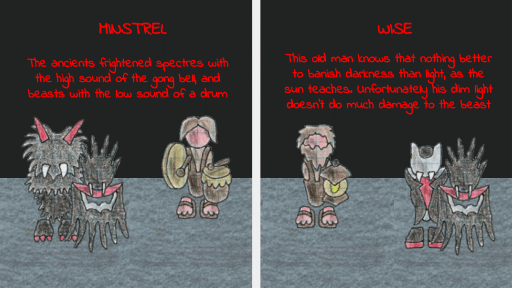 MINSTREL
The ancients frightened spectres with
the high sound of the gong bell, and
beasts with the low sound of a drum
WISE
This old man knows that nothing better
to banish darkness than light, as the
sun teaches. Unfortunately his dim light
doesn't do much damage to the beast